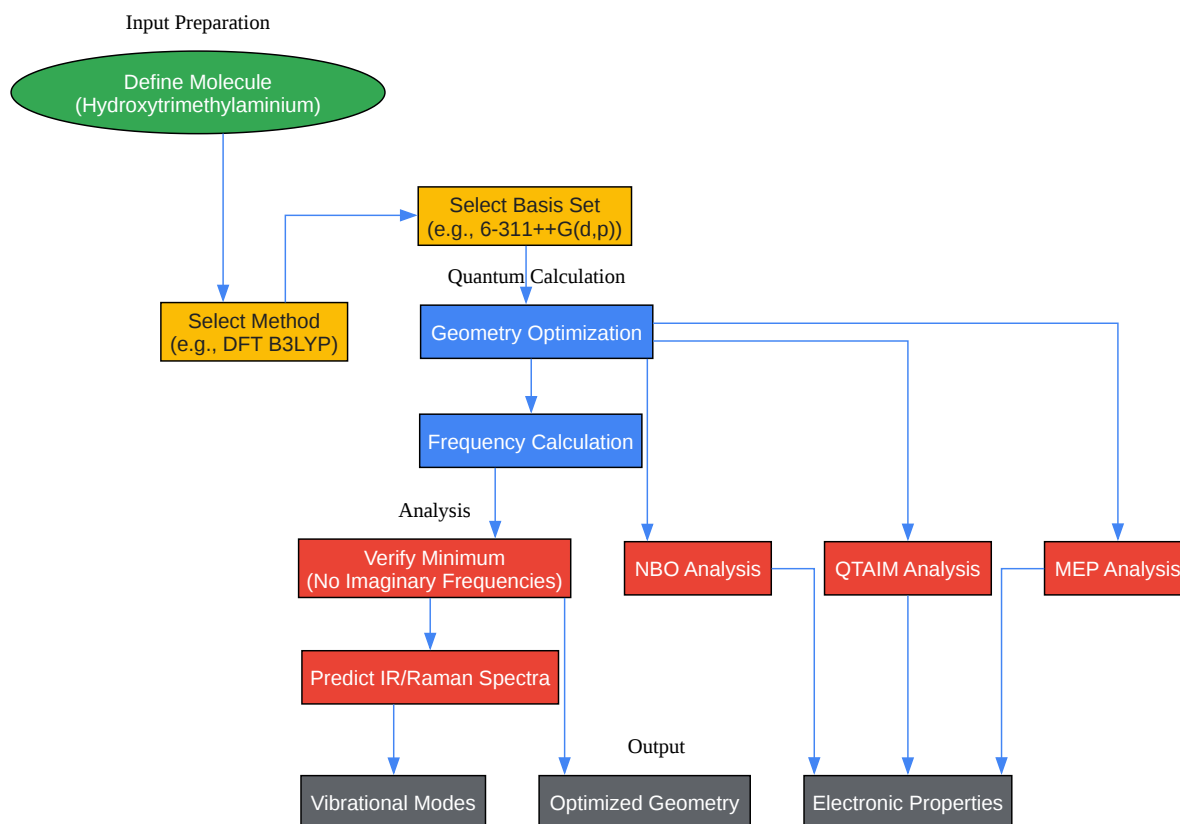 Input Preparation
Define Molecule
(Hydroxytrimethylaminium)
Select Basis Set
(e.g., 6-311++G(d,p))
Quantum Calculation
Select Method
(e.g., DFT B3LYP)
Geometry Optimization
Frequency Calculation
Analysis
Verify Minimum
(No Imaginary Frequencies)
NBO Analysis
QTAIM Analysis
MEP Analysis
Predict IR/Raman Spectra
Output
Vibrational Modes
Optimized Geometry
Electronic Properties